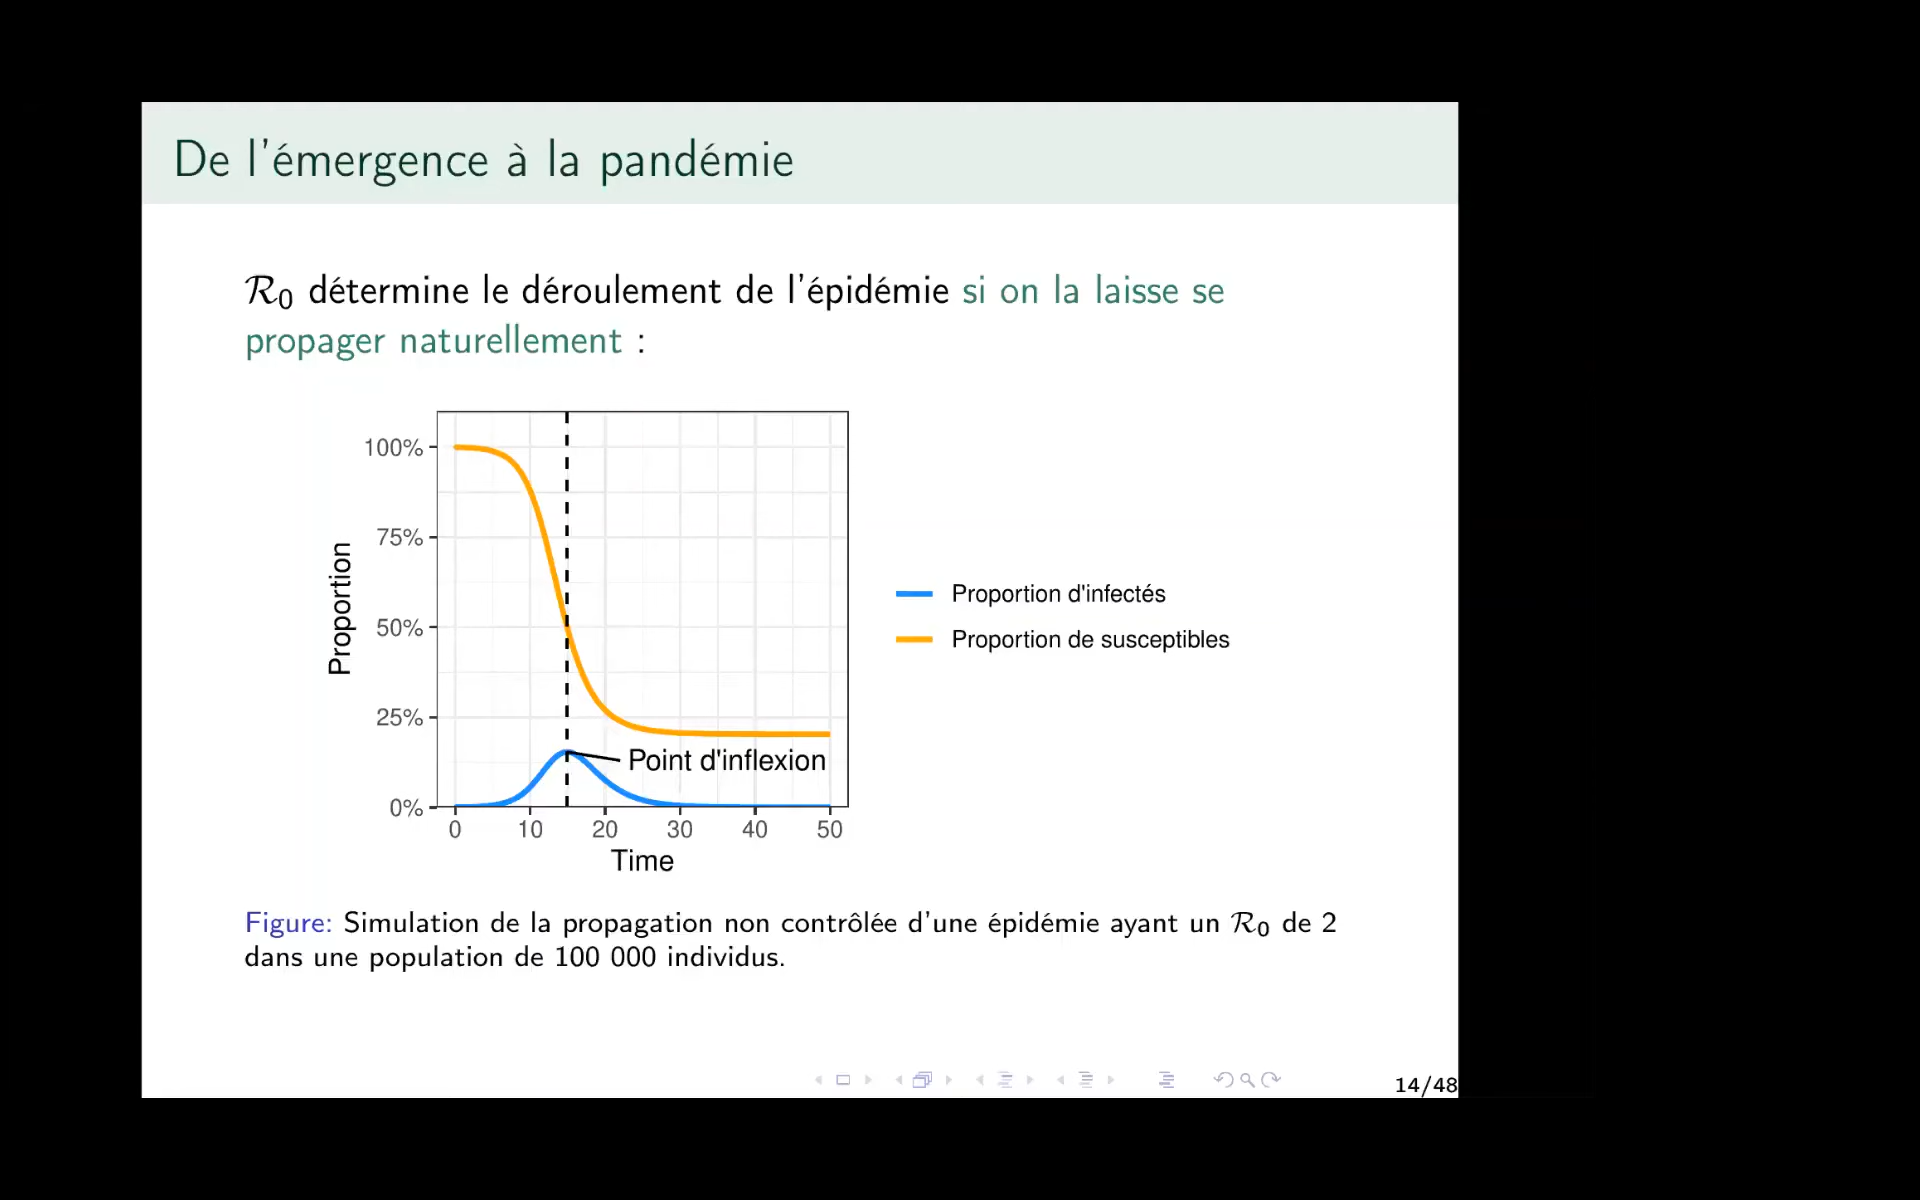 De l'émergence à la pandémie
R0 détermine le déroulement de l'épidémie si on la laisse se
propager naturellement :
100%
75%
50%
25%
0%
Proportion
Point d'inflexion
0 10 20 30 40 50
Time
Proportion d'infectés
Proportion de susceptibles
Figure: Simulation de la propagation non contrôlée d'une épidémie ayant un R0 de 2
dans une population de 100 000 individus.
14/48